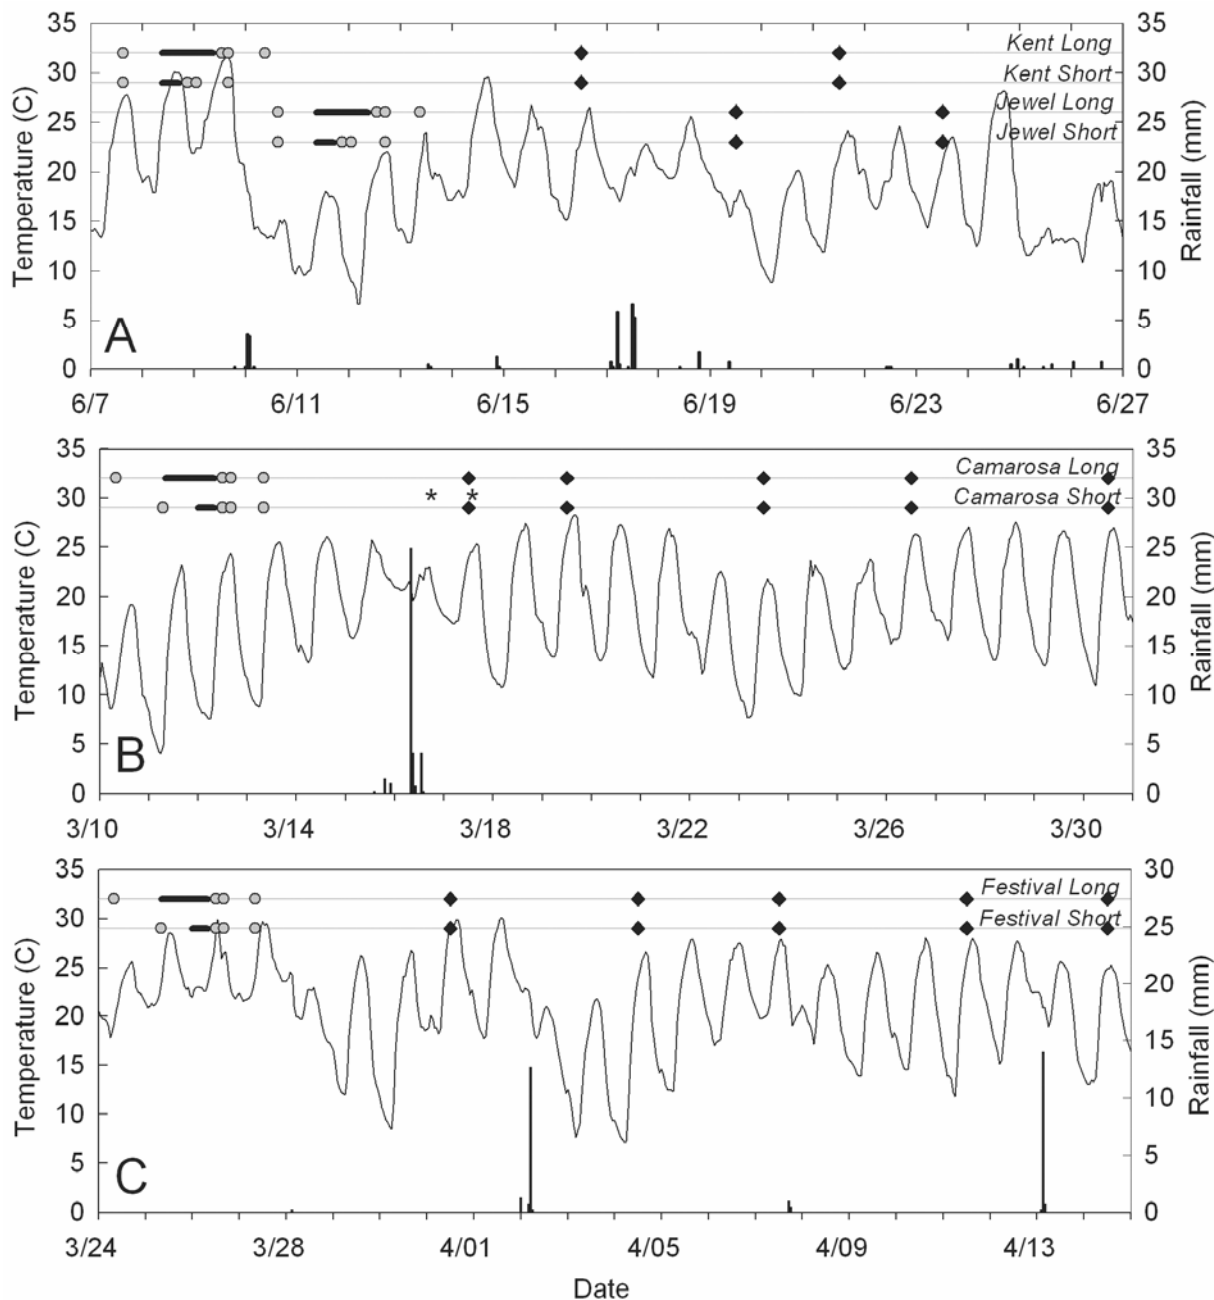 35 35
Kent Long
30 Kent Short 30
Jewel Long
25 25
Jewel Short
20 20
15 15
10 10
5 5
A
0 0
Temperature (C)
Rainfall (mm)
6/7 6/11 6/15 6/19 6/23 6/27
35 35
Camarosa Long
30 * * Camarosa Short 30
25 25
20 20
15 15
10 10
5 5
B
0 0
Temperature (C)
Rainfall (mm)
3/10 3/14 3/18 3/22 3/26 3/30
35 30
Festival Long
30 Festival Short 25
25 20
20 15
15
10 10
5 5
C
0 0
Temperature (C)
Rainfall (mm)
3/24 3/28 4/01 4/05 4/09 4/13
Date